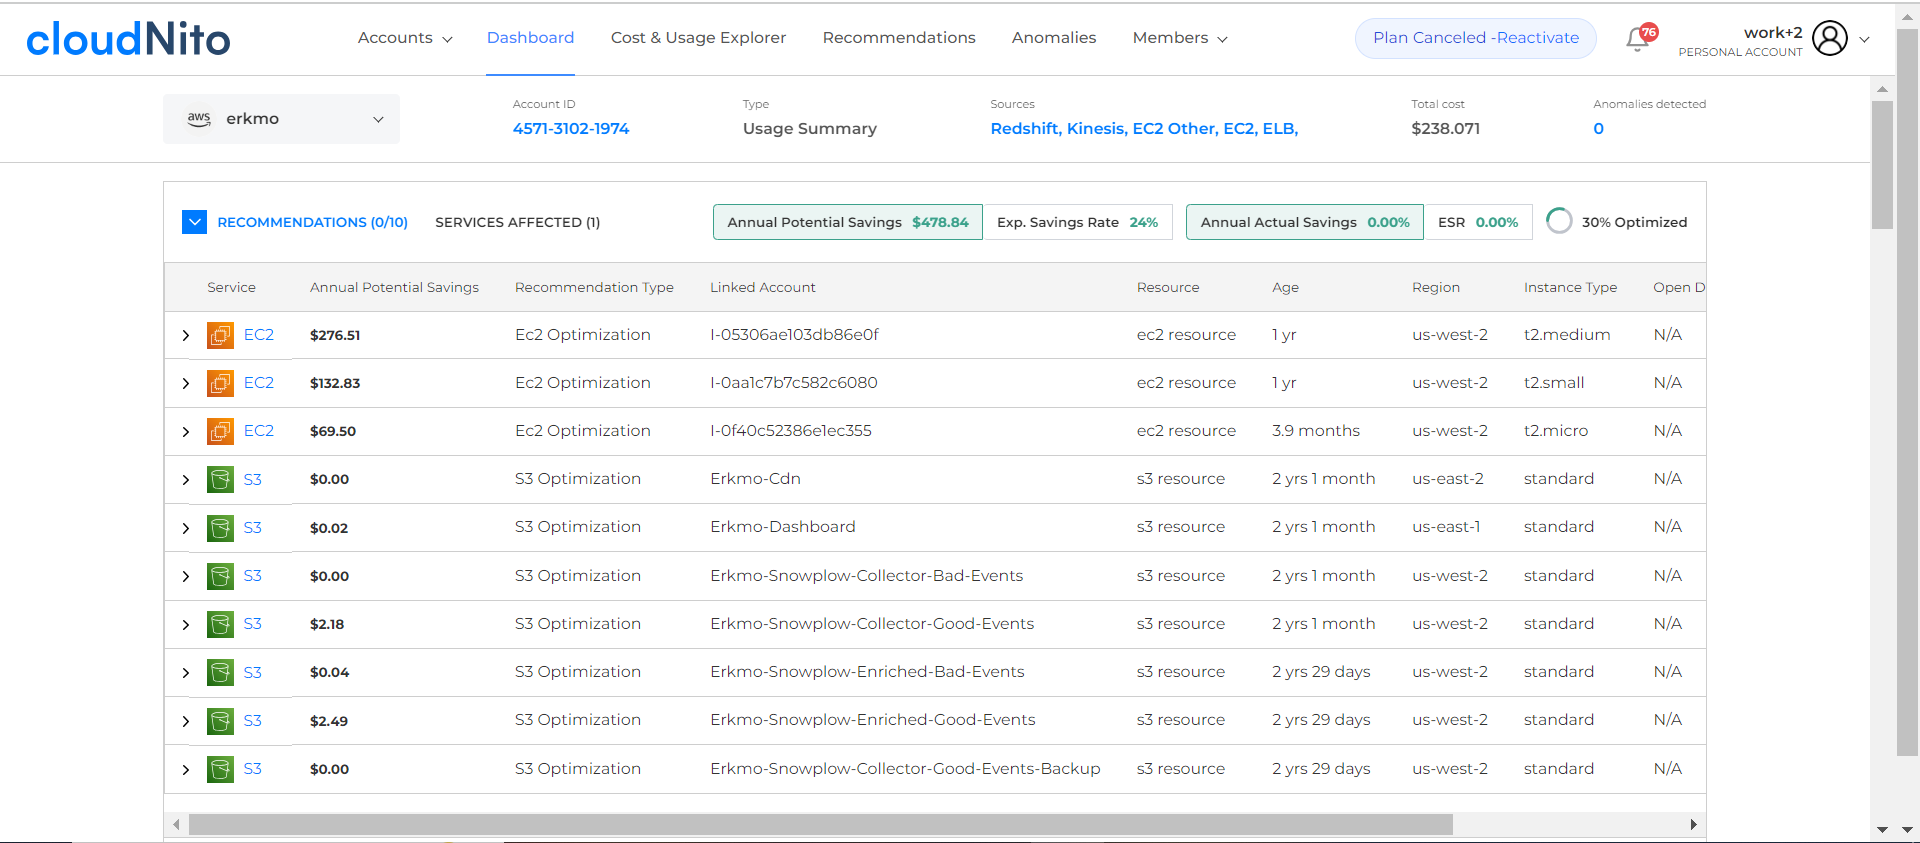 cloudNito
Accounts Dashboard Cost & Usage Explorer Recommendations Anomalies Members Plan Canceled -Reactivate 76 work+2
PERSONAL ACCOUNT
aws erkmo
Account ID Type Sources Total cost Anomalies detected
4571-3102-1974 Usage Summary Redshift, Kinesis, EC2 Other, EC2, ELB, $238.071 0
RECOMMENDATIONS (0/10) SERVICES AFFECTED (1) Annual Potential Savings $478.84 Exp. Savings Rate 24% Annual Actual Savings 0.00% ESR 0.00% 30% Optimized
Service Annual Potential Savings Recommendation Type Linked Account Resource Age Region Instance Type Open D
EC2 $276.51 Ec2 Optimization I-05306ae103db86e0f ec2 resource 1 yr us-west-2 t2.medium N/A
EC2 $132.83 Ec2 Optimization I-0aa1c7b7c582c6080 ec2 resource 1 yr us-west-2 t2.small N/A
EC2 $69.50 Ec2 Optimization I-0f40c52386e1ec355 ec2 resource 3.9 months us-west-2 t2.micro N/A
S3 $0.00 S3 Optimization Erkmo-Cdn s3 resource 2 yrs 1 month us-east-2 standard N/A
S3 $0.02 S3 Optimization Erkmo-Dashboard s3 resource 2 yrs 1 month us-east-1 standard N/A
S3 $0.00 S3 Optimization Erkmo-Snowplow-Collector-Bad-Events s3 resource 2 yrs 1 month us-west-2 standard N/A
S3 $2.18 S3 Optimization Erkmo-Snowplow-Collector-Good-Events s3 resource 2 yrs 1 month us-west-2 standard N/A
S3 $0.04 S3 Optimization Erkmo-Snowplow-Enriched-Bad-Events s3 resource 2 yrs 29 days us-west-2 standard N/A
S3 $2.49 S3 Optimization Erkmo-Snowplow-Enriched-Good-Events s3 resource 2 yrs 29 days us-west-2 standard N/A
S3 $0.00 S3 Optimization Erkmo-Snowplow-Collector-Good-Events-Backup s3 resource 2 yrs 29 days us-west-2 standard N/A